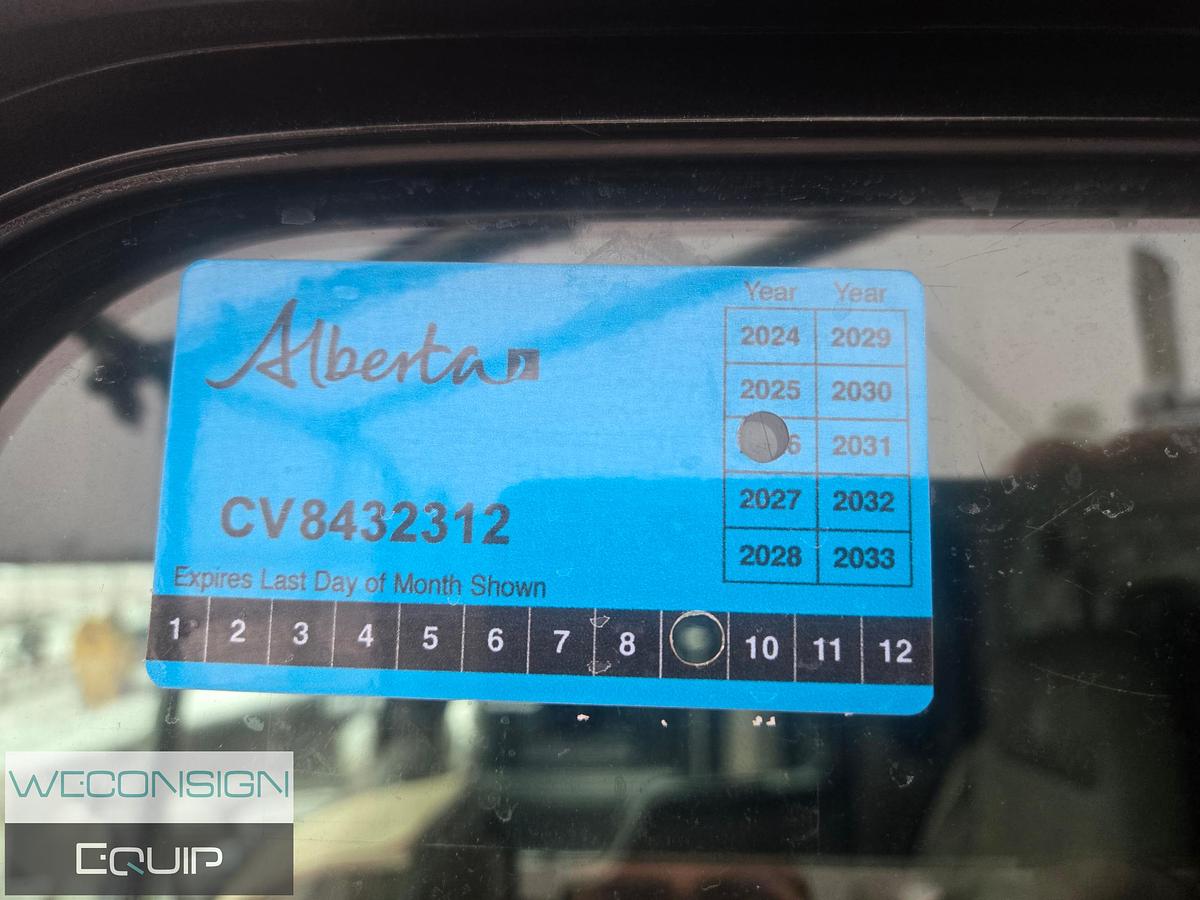 Alberta
Year Year
2024 2029
2025 2030
6 2031
2027 2032
2028 2033
CV8432312
Expires Last Day of Month Shown
1 2 3 4 5 6 7 8 10 11 12
WECONSIGN
EQUIP